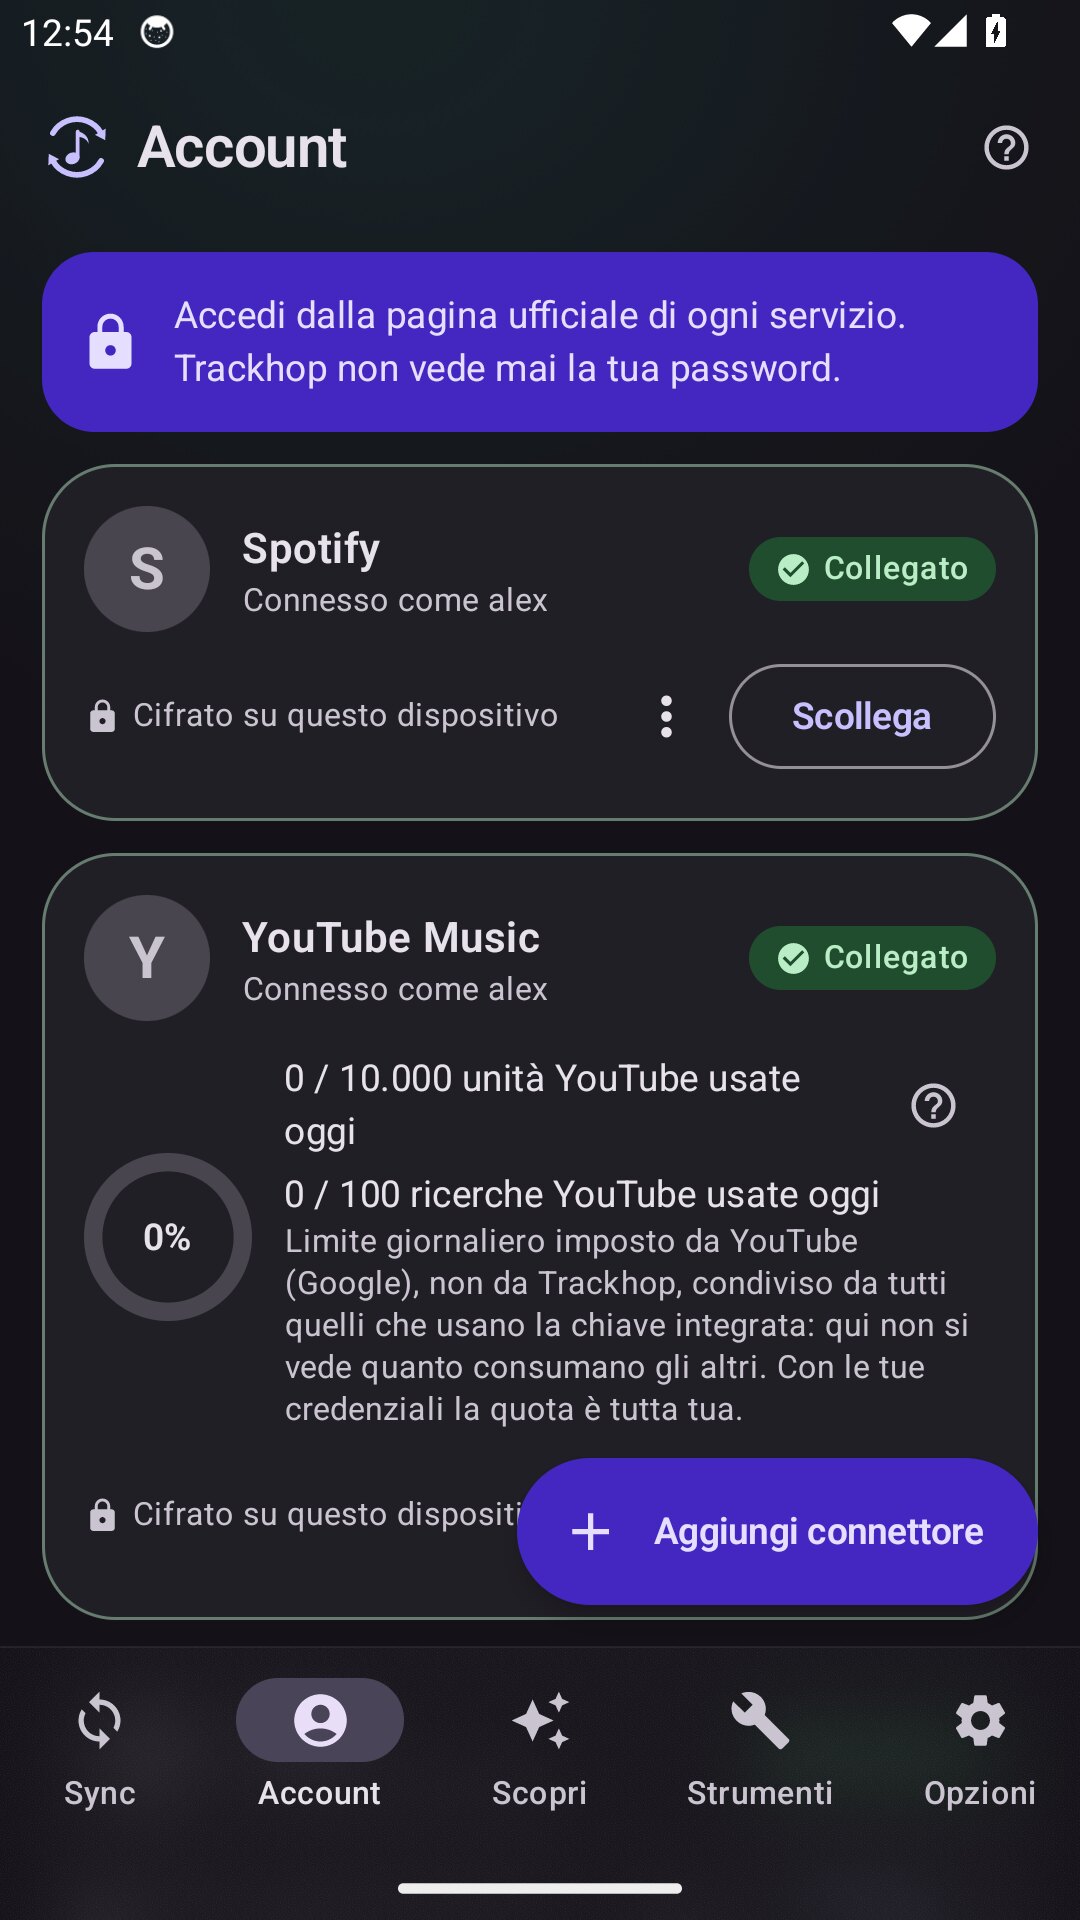 12:54
Account
Accedi dalla pagina ufficiale di ogni servizio.
Trackhop non vede mai la tua password.
S
Spotify
Connesso come alex
Collegato
Cifrato su questo dispositivo
Scollega
Y
YouTube Music
Connesso come alex
Collegato
0 / 10.000 unità YouTube usate
oggi
0 / 100 ricerche YouTube usate oggi
0%
Limite giornaliero imposto da YouTube
(Google), non da Trackhop, condiviso da tutti
quelli che usano la chiave integrata: qui non si
vede quanto consumano gli altri. Con le tue
credenziali la quota è tutta tua.
Cifrato su questo dispositi
Aggiungi connettore
Sync
Account
Scopri
Strumenti
Opzioni